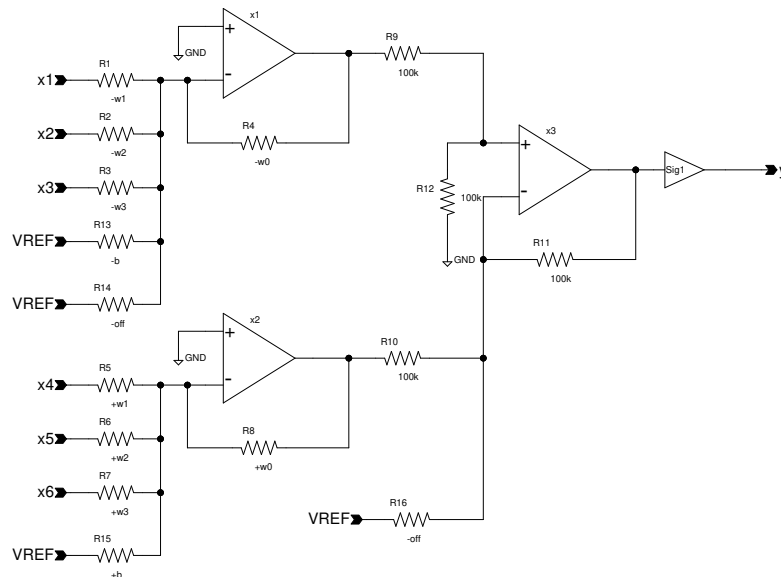 x1
R9
GND
100k
x1
R1
-w1
R4
-w0
x2
R2
-w2
x3
R3
-w3
x3
Sig1
y
R12
100k
GND
R11
100k
VREF
R13
-b
VREF
R14
-off
x2
GND
R10
100k
x4
R5
+w1
R8
+w0
x5
R6
+w2
x6
R7
+w3
VREF
R16
-off
VREF
R15
+b